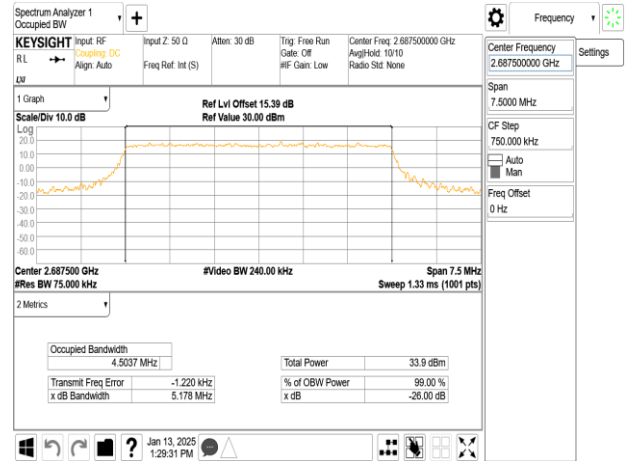 Spectrum Analyzer 1
Occupied BW
Frequency
KEYSIGHT
Input: RF
Input Z: 50 Ω
Atten: 30 dB
Trig: Free Run
Center Freq: 2.687500000 GHz
RL
Coupling: DC
Gate: Off
Avg|Hold: 10/10
Align: Auto
Freq Ref: Int (S)
#IF Gain: Low
Radio Std: None
Center Frequency
2.687500000 GHz
Settings
Span
7.5000 MHz
CF Step
750.000 kHz
Auto
Man
Freq Offset
0 Hz
1 Graph
Ref Lvl Offset 15.39 dB
Scale/Div 10.0 dB
Ref Value 30.00 dBm
Log
20.0
10.0
0.00
-10.0
-20.0
-30.0
-40.0
-50.0
-60.0
Center 2.687500 GHz
#Video BW 240.00 kHz
Span 7.5 MHz
#Res BW 75.000 kHz
Sweep 1.33 ms (1001 pts)
2 Metrics
Occupied Bandwidth
4.5037 MHz
Total Power
33.9 dBm
Transmit Freq Error
-1.220 kHz
% of OBW Power
99.00 %
x dB Bandwidth
5.178 MHz
x dB
-26.00 dB
?
Jan 13, 2025
1:29:31 PM